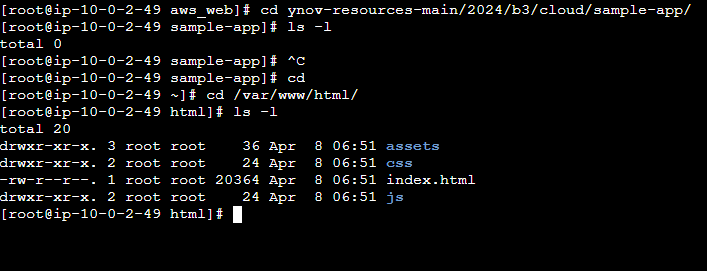 [root@ip-10-0-2-49 aws_web]# cd ynov-resources-main/2024/b3/cloud/sample-app/
[root@ip-10-0-2-49 sample-app]# ls -l
total 0
[root@ip-10-0-2-49 sample-app]# ^C
[root@ip-10-0-2-49 sample-app]# cd
[root@ip-10-0-2-49 ~]# cd /var/www/html/
[root@ip-10-0-2-49 html]# ls -l
total 20
drwxr-xr-x. 3 root root    36 Apr  8 06:51 assets
drwxr-xr-x. 2 root root    24 Apr  8 06:51 css
-rw-r--r--. 1 root root 20364 Apr  8 06:51 index.html
drwxr-xr-x. 2 root root    24 Apr  8 06:51 js
[root@ip-10-0-2-49 html]#